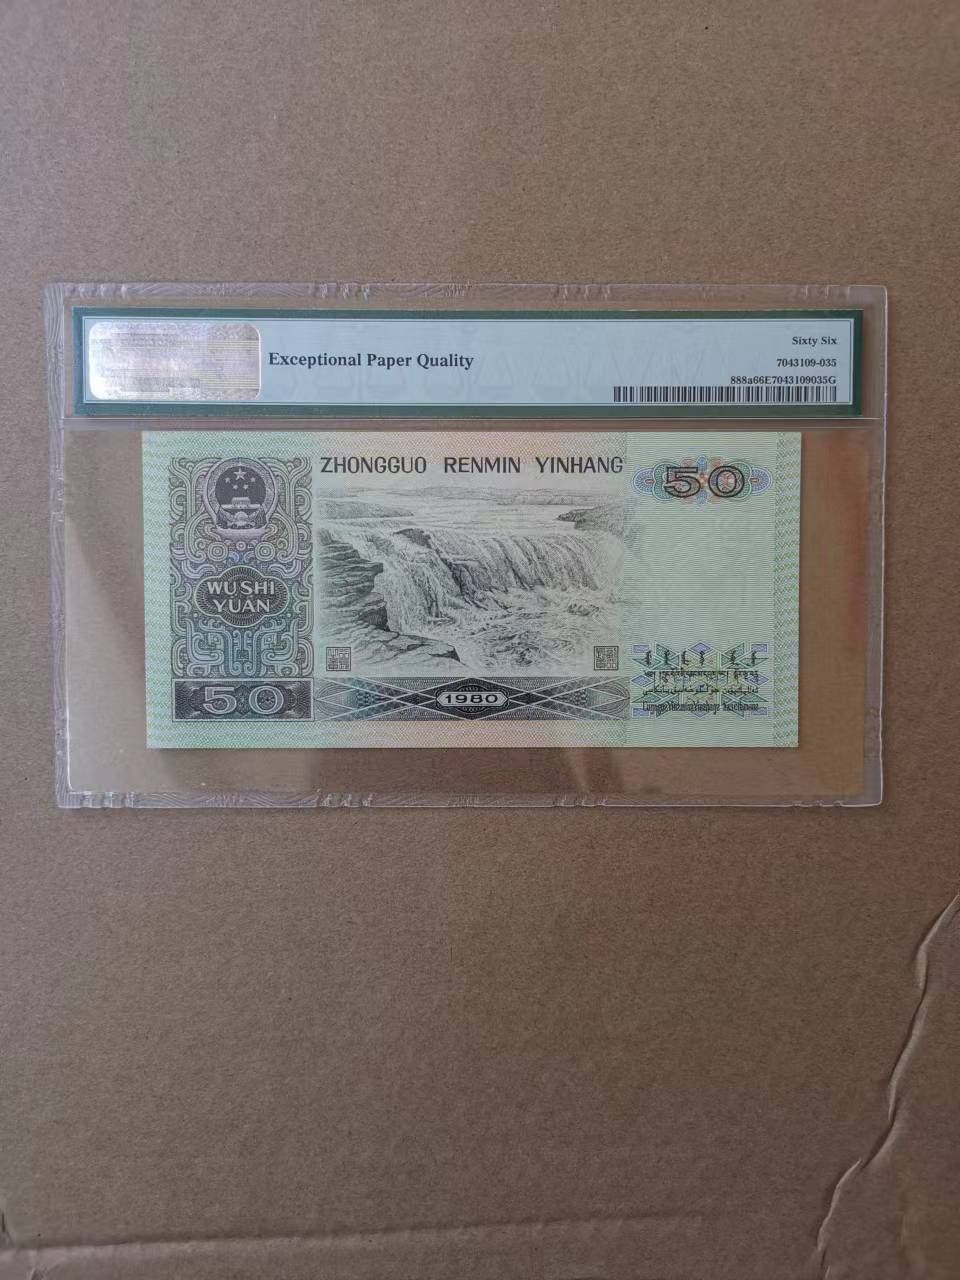 Exceptional Paper Quality
Sixty Six
7043109-035
888a66E7043109035G
ZHONGGUO RENMIN YINHANG
50
WU SHI
YUAN
50
1980